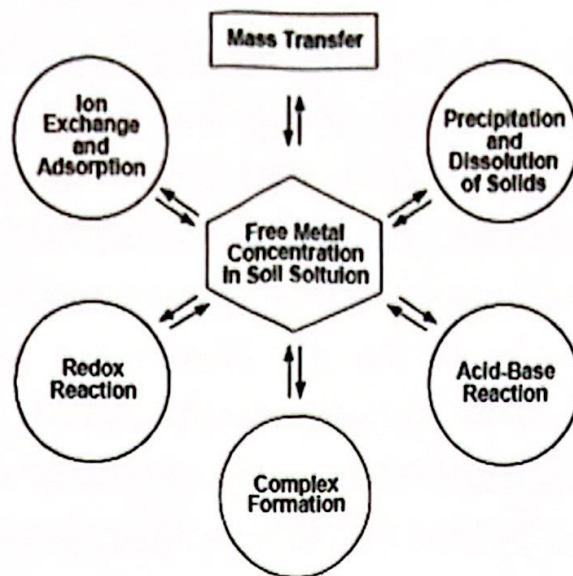 Mass Transfer
Ion
Exchange
and
Adsorption
Precipitation
and
Dissolution
of Solids
Free Metal
Concentration
in Soil Soltuion
Redox
Reaction
Acid-Base
Reaction
Complex
Formation